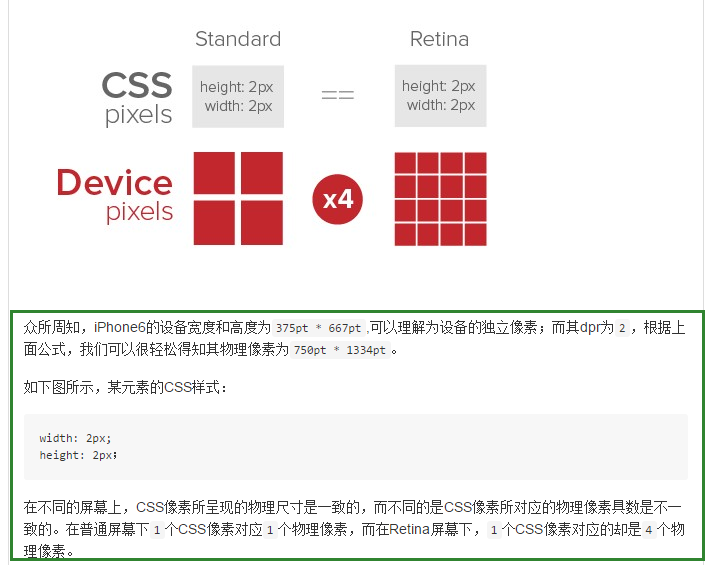 Standard Retina
CSS
pixels
height: 2px
width: 2px
==
height: 2px
width: 2px
Device
pixels
x4
众所周知，iPhone6的设备宽度和高度为 375pt * 667pt ,可以理解为设备的独立像素；而其dpr为 2 ，根据上
面公式，我们可以很轻松得知其物理像素为 750pt * 1334pt 。
如下图所示，某元素的CSS样式：
width: 2px;
height: 2px；
在不同的屏幕上，CSS像素所呈现的物理尺寸是一致的，而不同的是CSS像素所对应的物理像素具数是不一
致的。在普通屏幕下 1 个CSS像素对应 1 个物理像素，而在Retina屏幕下， 1 个CSS像素对应的却是 4 个物
理像素。